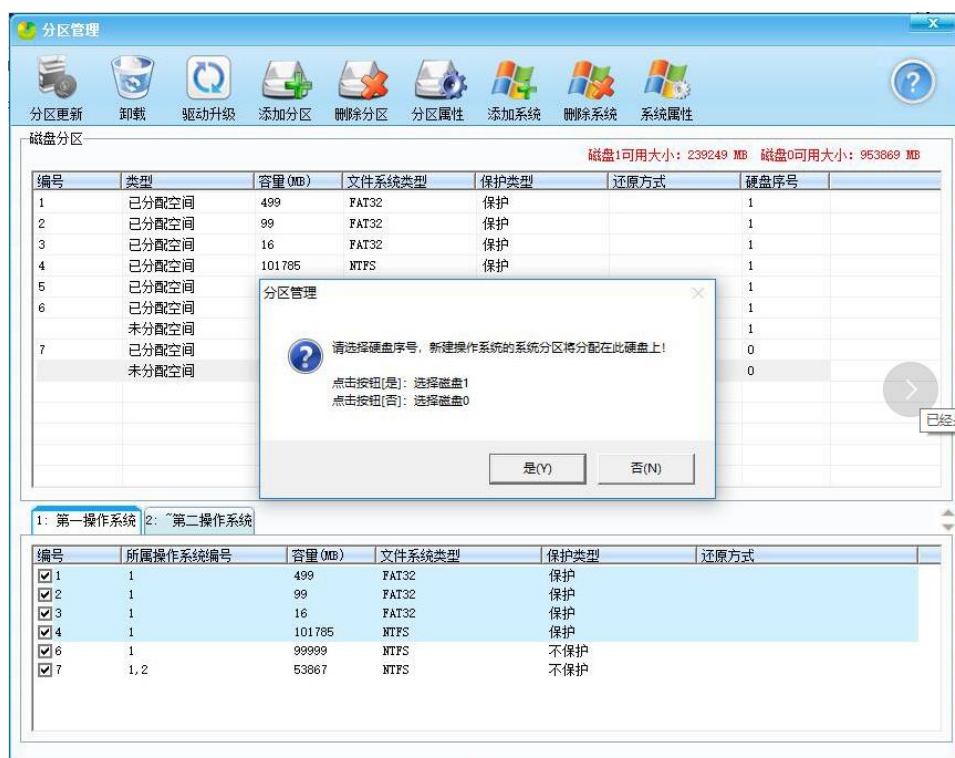 分区管理
x
分区更新 卸载 驱动升级 添加分区 删除分区 分区属性 添加系统 删除系统 系统属性 ?
磁盘分区
磁盘1可用大小: 239249 MB 磁盘0可用大小: 953869 MB
编号 类型 容量(MB) 文件系统类型 保护类型 还原方式 硬盘序号
1 已分配空间 499 FAT32 保护 1
2 已分配空间 99 FAT32 保护 1
3 已分配空间 16 FAT32 保护 1
4 已分配空间 101785 NTFS 保护 1
5 已分配空间 1
6 已分配空间 1
未分配空间 1
7 已分配空间 0
未分配空间 0
分区管理
请选择硬盘序号，新建操作系统的系统分区将分配在此硬盘上!
点击按钮[是]: 选择磁盘1
点击按钮[否]: 选择磁盘0
是(Y) 否(N)
已经
1: 第一操作系统 2: ~第二操作系统
编号 所属操作系统编号 容量(MB) 文件系统类型 保护类型 还原方式
1 1 499 FAT32 保护
2 1 99 FAT32 保护
3 1 16 FAT32 保护
4 1 101785 NTFS 保护
6 1 99999 NTFS 不保护
7 1,2 53867 NTFS 不保护